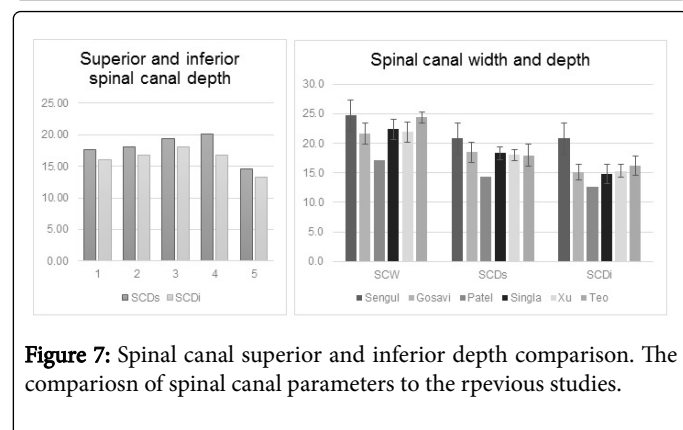 Superior and inferior
spinal canal depth
25.00
20.00
15.00
10.00
5.00
0.00
1 2 3 4 5
SCDs SCDi
Spinal canal width and depth
30.0
25.0
20.0
15.0
10.0
5.0
0.0
SCW SCDs SCDi
Sengul Gosavi Patel Singla Xu Teo
Figure 7: Spinal canal superior and inferior depth comparison. The
compariosn of spinal canal parameters to the rpevious studies.